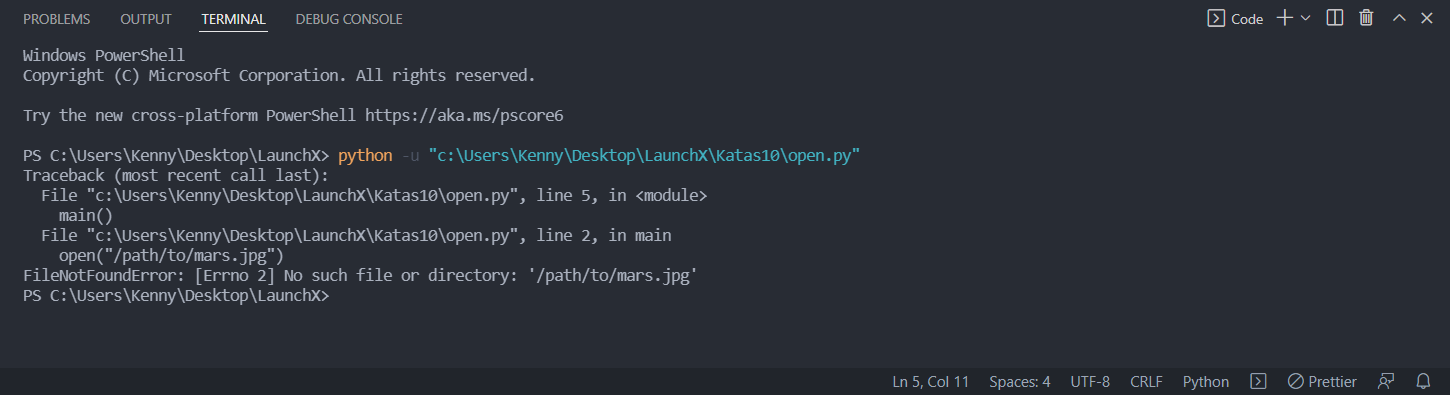 PROBLEMS OUTPUT TERMINAL DEBUG CONSOLE Code
Windows PowerShell
Copyright (C) Microsoft Corporation. All rights reserved.
Try the new cross-platform PowerShell https://aka.ms/pscore6
PS C:\Users\Kenny\Desktop\LaunchX> python -u "c:\Users\Kenny\Desktop\LaunchX\Katas10\open.py"
Traceback (most recent call last):
  File "c:\Users\Kenny\Desktop\LaunchX\Katas10\open.py", line 5, in <module>
    main()
  File "c:\Users\Kenny\Desktop\LaunchX\Katas10\open.py", line 2, in main
    open("/path/to/mars.jpg")
FileNotFoundError: [Errno 2] No such file or directory: '/path/to/mars.jpg'
PS C:\Users\Kenny\Desktop\LaunchX>
Ln 5, Col 11 Spaces: 4 UTF-8 CRLF Python Prettier